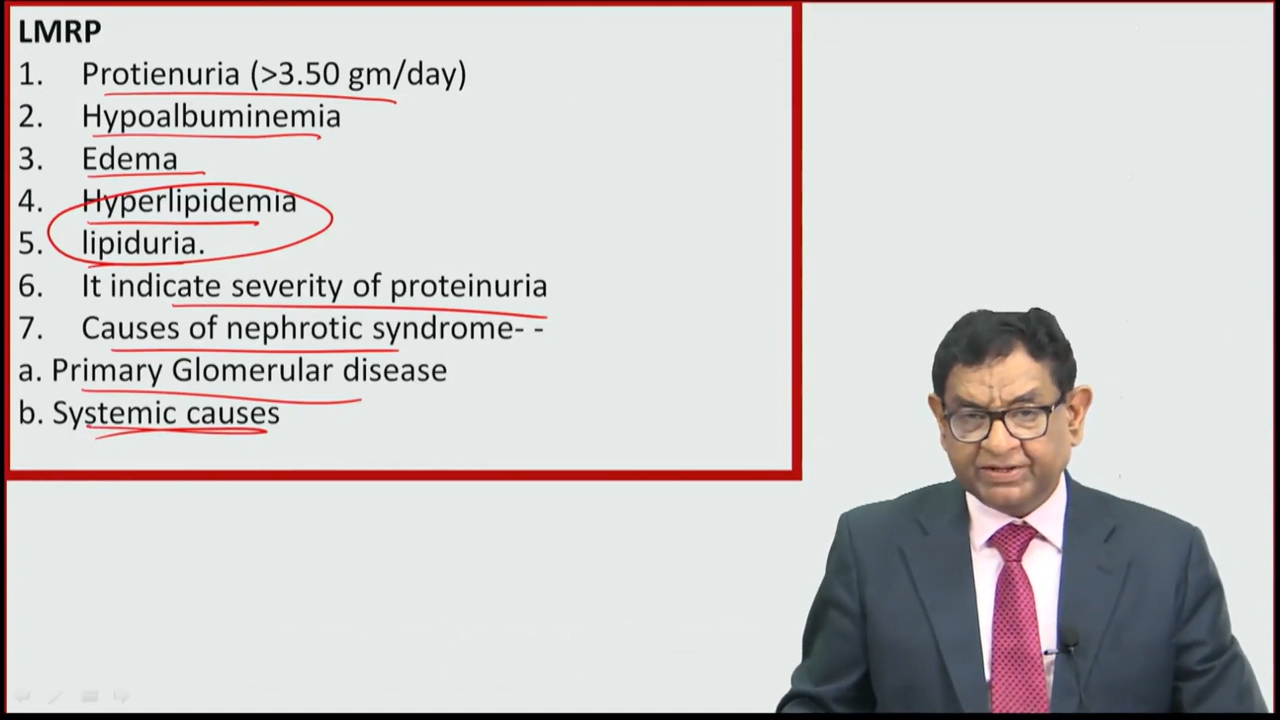 LMRP
1. Protienuria (>3.50 gm/day)
2. Hypoalbuminemia
3. Edema
4. Hyperlipidemia
5. lipiduria.
6. It indicate severity of proteinuria
7. Causes of nephrotic syndrome- -
a. Primary Glomerular disease
b. Systemic causes